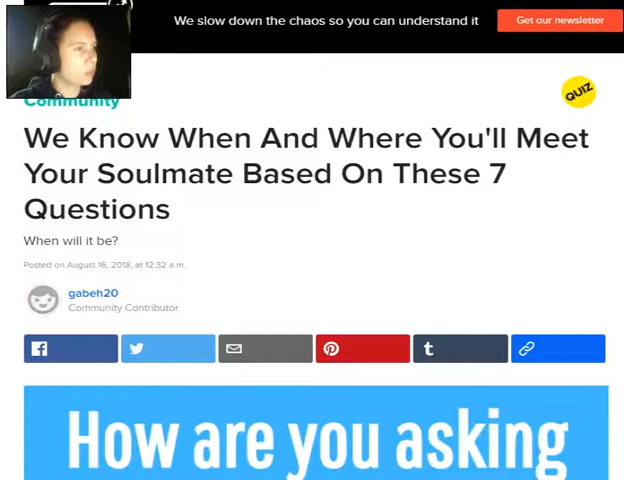 We slow down the chaos so you can understand it
Get our newsletter
Community
QUIZ
We Know When And Where You'll Meet
Your Soulmate Based On These 7
Questions
When will it be?
Posted on August 16, 2018, at 12:32 a.m.
gabeh20
Community Contributor
How are you asking